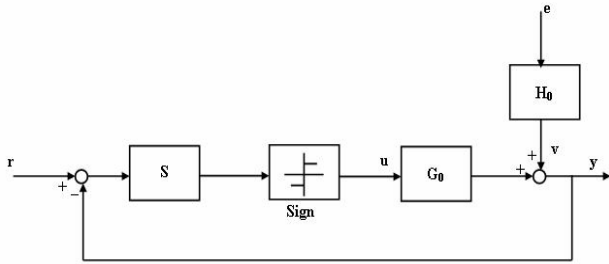 e
H₀
r
+
−
S
Sign
u
G₀
+
+
v
y